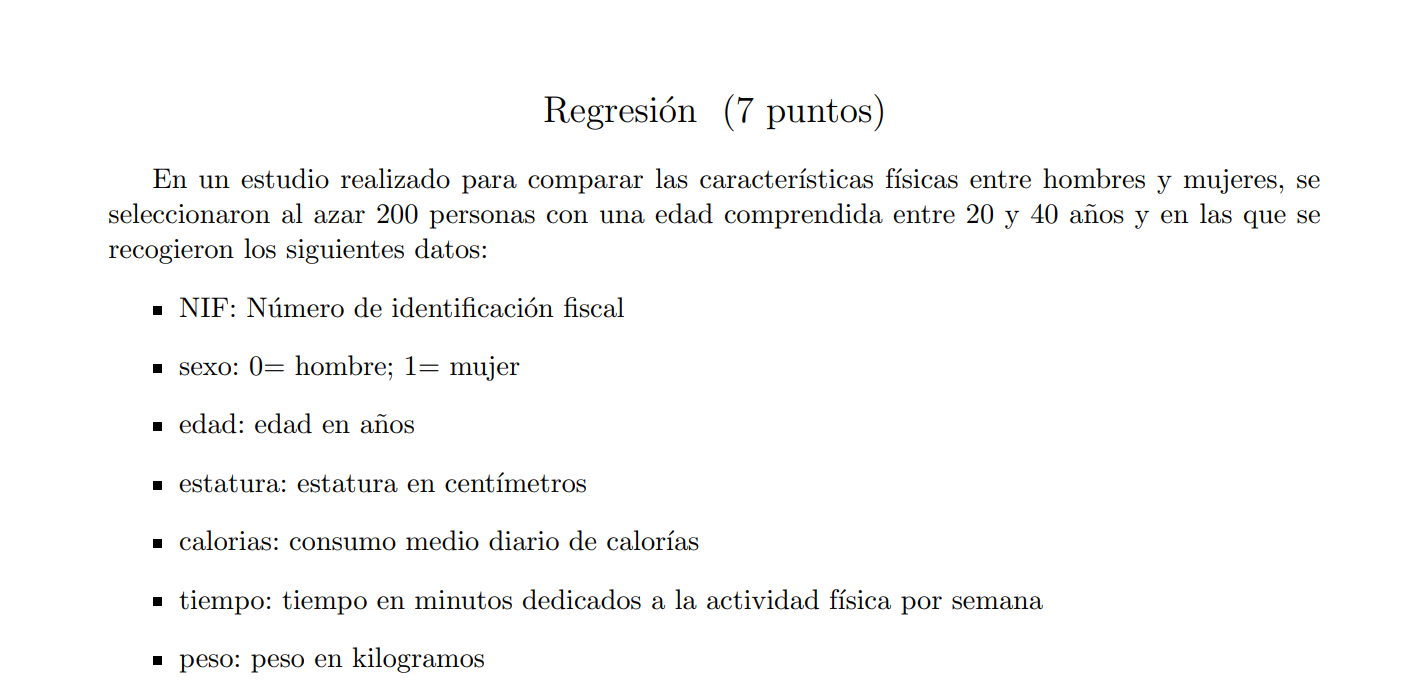 Regresión (7 puntos)
En un estudio realizado para comparar las características físicas entre hombres y mujeres, se
seleccionaron al azar 200 personas con una edad comprendida entre 20 y 40 años y en las que se
recogieron los siguientes datos:
▪ NIF: Número de identificación fiscal
▪ sexo: 0= hombre; 1= mujer
▪ edad: edad en años
▪ estatura: estatura en centímetros
▪ calorias: consumo medio diario de calorías
▪ tiempo: tiempo en minutos dedicados a la actividad física por semana
▪ peso: peso en kilogramos